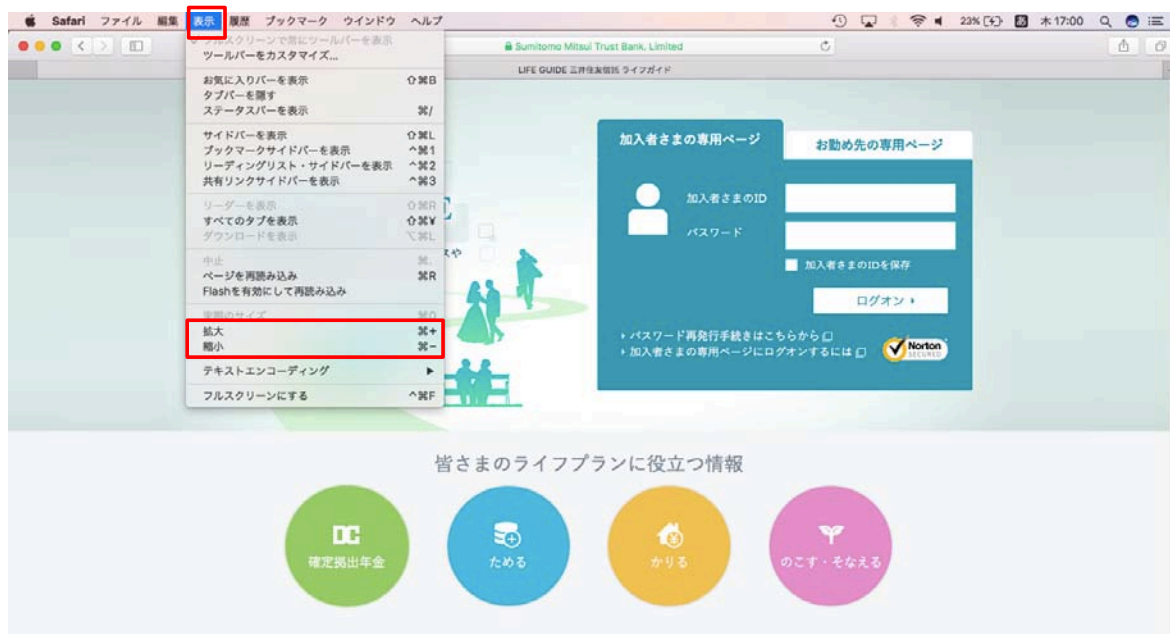 Safari ファイル 編集 表示 履歴 ブックマーク ウインドウ ヘルプ
23% 木17:00
フルスクリーンで常にツールバーを表示
ツールバーをカスタマイズ...
お気に入りバーを表示 ⇧⌘B
タブバーを隠す
ステータスバーを表示 ⌘/
サイドバーを表示 ⇧⌘L
ブックマークサイドバーを表示 ^⌘1
リーディングリスト・サイドバーを表示 ^⌘2
共有リンクサイドバーを表示 ^⌘3
リーダーを表示 ⇧⌘R
すべてのタブを表示 ⇧⌘¥
ダウンロードを表示 ⌥⌘L
中止 ⌘.
ページを再読み込み ⌘R
Flashを有効にして再読み込み
実際のサイズ ⌘0
拡大 ⌘+
縮小 ⌘-
テキストエンコーディング ▶
フルスクリーンにする ^⌘F
Sumitomo Mitsui Trust Bank, Limited
LIFE GUIDE 三井住友信託 ライフガイド
スや
加入者さまの専用ページ
お勤め先の専用ページ
加入者さまのID
パスワード
加入者さまのIDを保存
ログオン
パスワード再発行手続きはこちらから
加入者さまの専用ページにログオンするには
Norton
SECURED
皆さまのライフプランに役立つ情報
DC
確定拠出年金
ためる
かりる
のこす・そなえる